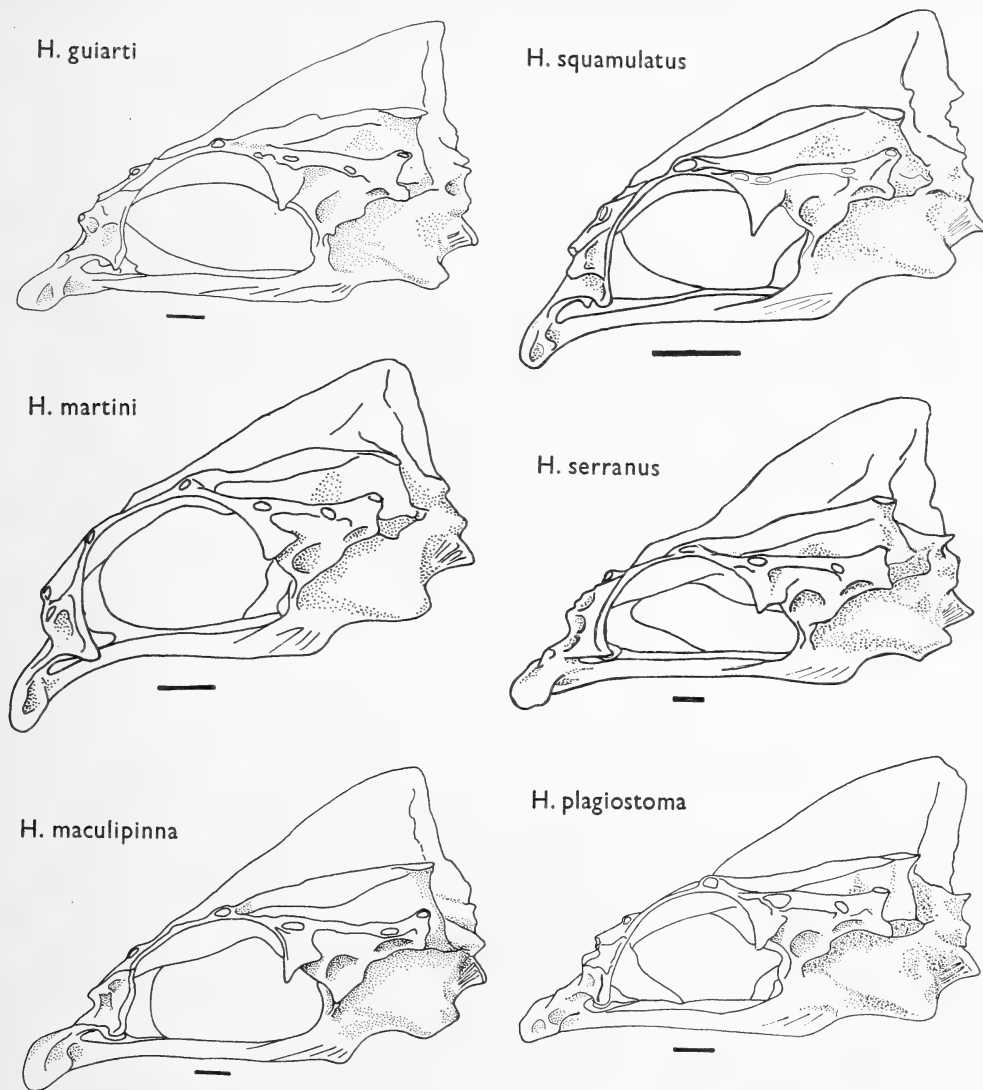 H. guiarti
H. squamulatus
H. martini
H. serranus
H. maculipinna
H. plagiostoma